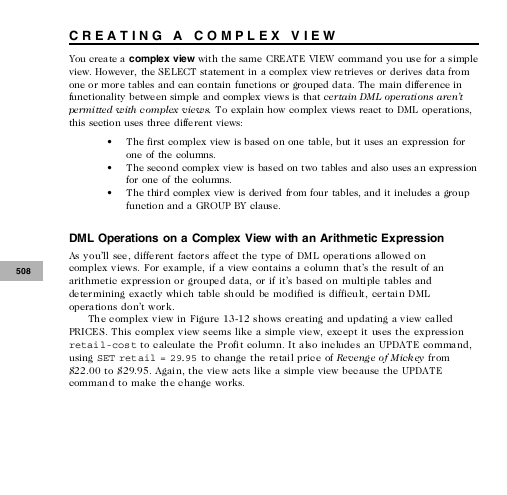 CREATING A COMPLEX VIEW
You create a complex view with the same CREATE VIEW command you use for a simple
view. However, the SELECT statement in a complex view retrieves or derives data from
one or more tables and can contain functions or grouped data. The main difference in
functionality between simple and complex views is that certain DML operations aren't
permitted with complex views. To explain how complex views react to DML operations,
this section uses three different views:
• The first complex view is based on one table, but it uses an expression for
one of the columns.
• The second complex view is based on two tables and also uses an expression
for one of the columns.
• The third complex view is derived from four tables, and it includes a group
function and a GROUP BY clause.
DML Operations on a Complex View with an Arithmetic Expression
As you'll see, different factors affect the type of DML operations allowed on
complex views. For example, if a view contains a column that's the result of an
508
arithmetic expression or grouped data, or if it's based on multiple tables and
determining exactly which table should be modified is difficult, certain DML
operations don't work.
The complex view in Figure 13-12 shows creating and updating a view called
PRICES. This complex view seems like a simple view, except it uses the expression
retail-cost to calculate the Profit column. It also includes an UPDATE command,
using SET retail = 29.95 to change the retail price of Revenge of Mickey from
$22.00 to $29.95. Again, the view acts like a simple view because the UPDATE
command to make the change works.